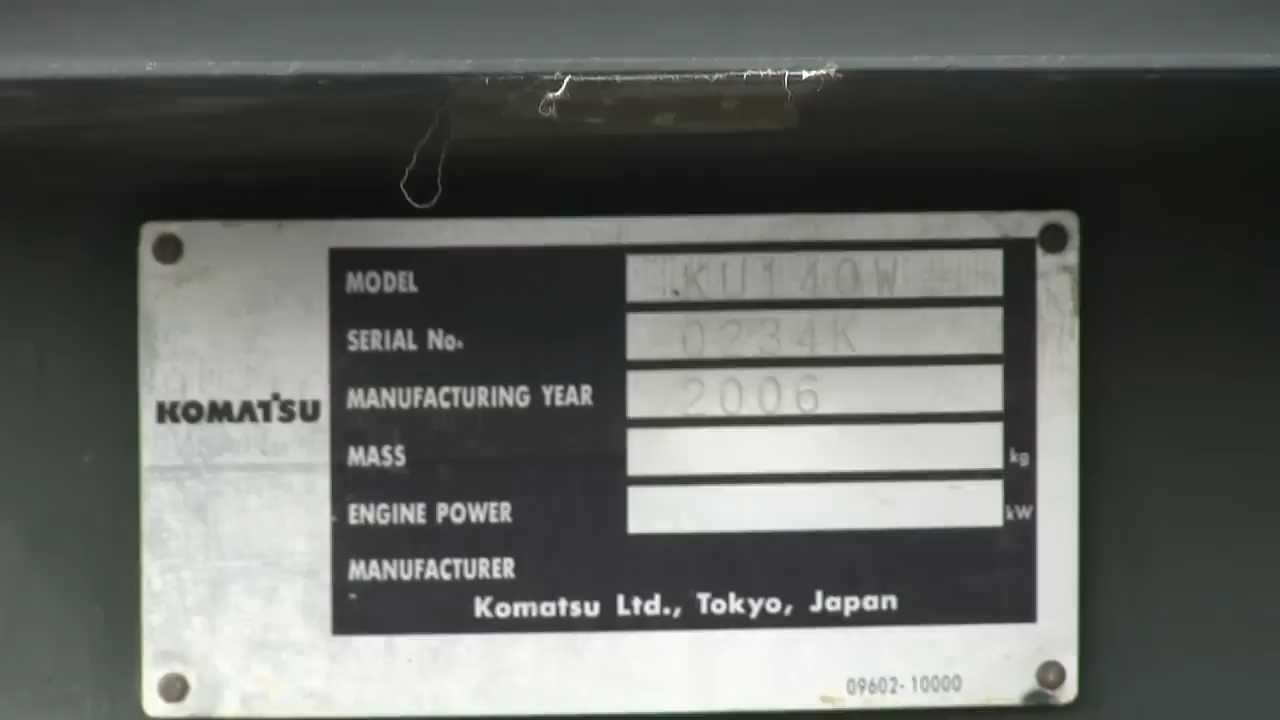 MODEL KU140W
SERIAL No. 0234K
MANUFACTURING YEAR 2006
KOMATSU
MASS kg
ENGINE POWER kW
MANUFACTURER
Komatsu Ltd., Tokyo, Japan
09602-10000